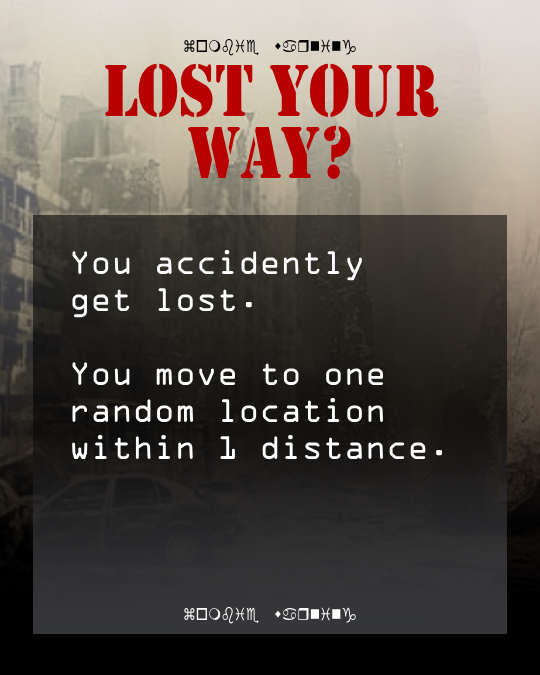 ⌘□❍♌♓♏ ⬥♋❒■♓■♑
LOST YOUR
WAY?
You accidently
get lost.
You move to one
random location
within 1 distance.
⌘□❍♌♓♏ ⬥♋❒■♓■♑